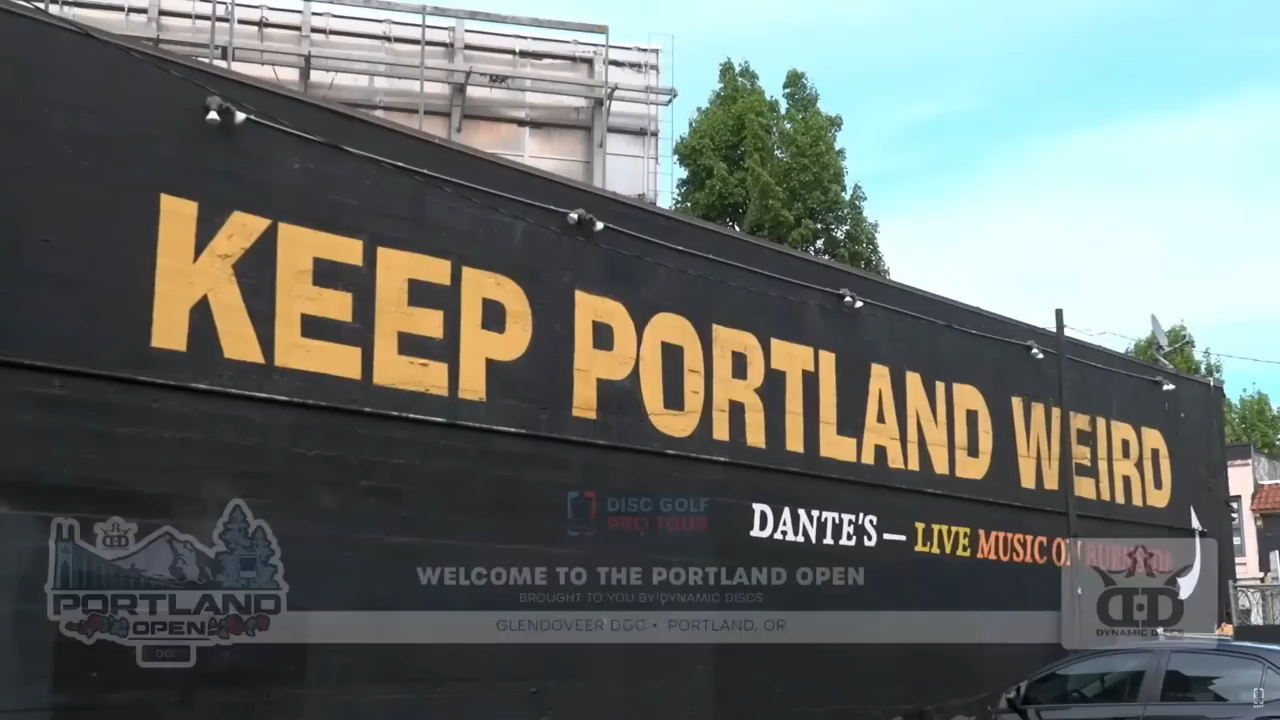 KEEP PORTLAND WEIRD
DANTE'S — LIVE MUSIC ON BURNSIDE
DISC GOLF
PRO TOUR
WELCOME TO THE PORTLAND OPEN
BROUGHT TO YOU BY DYNAMIC DISCS
GLENDOVEER DGC • PORTLAND, OR
PORTLAND
OPEN
DYNAMIC DISCS